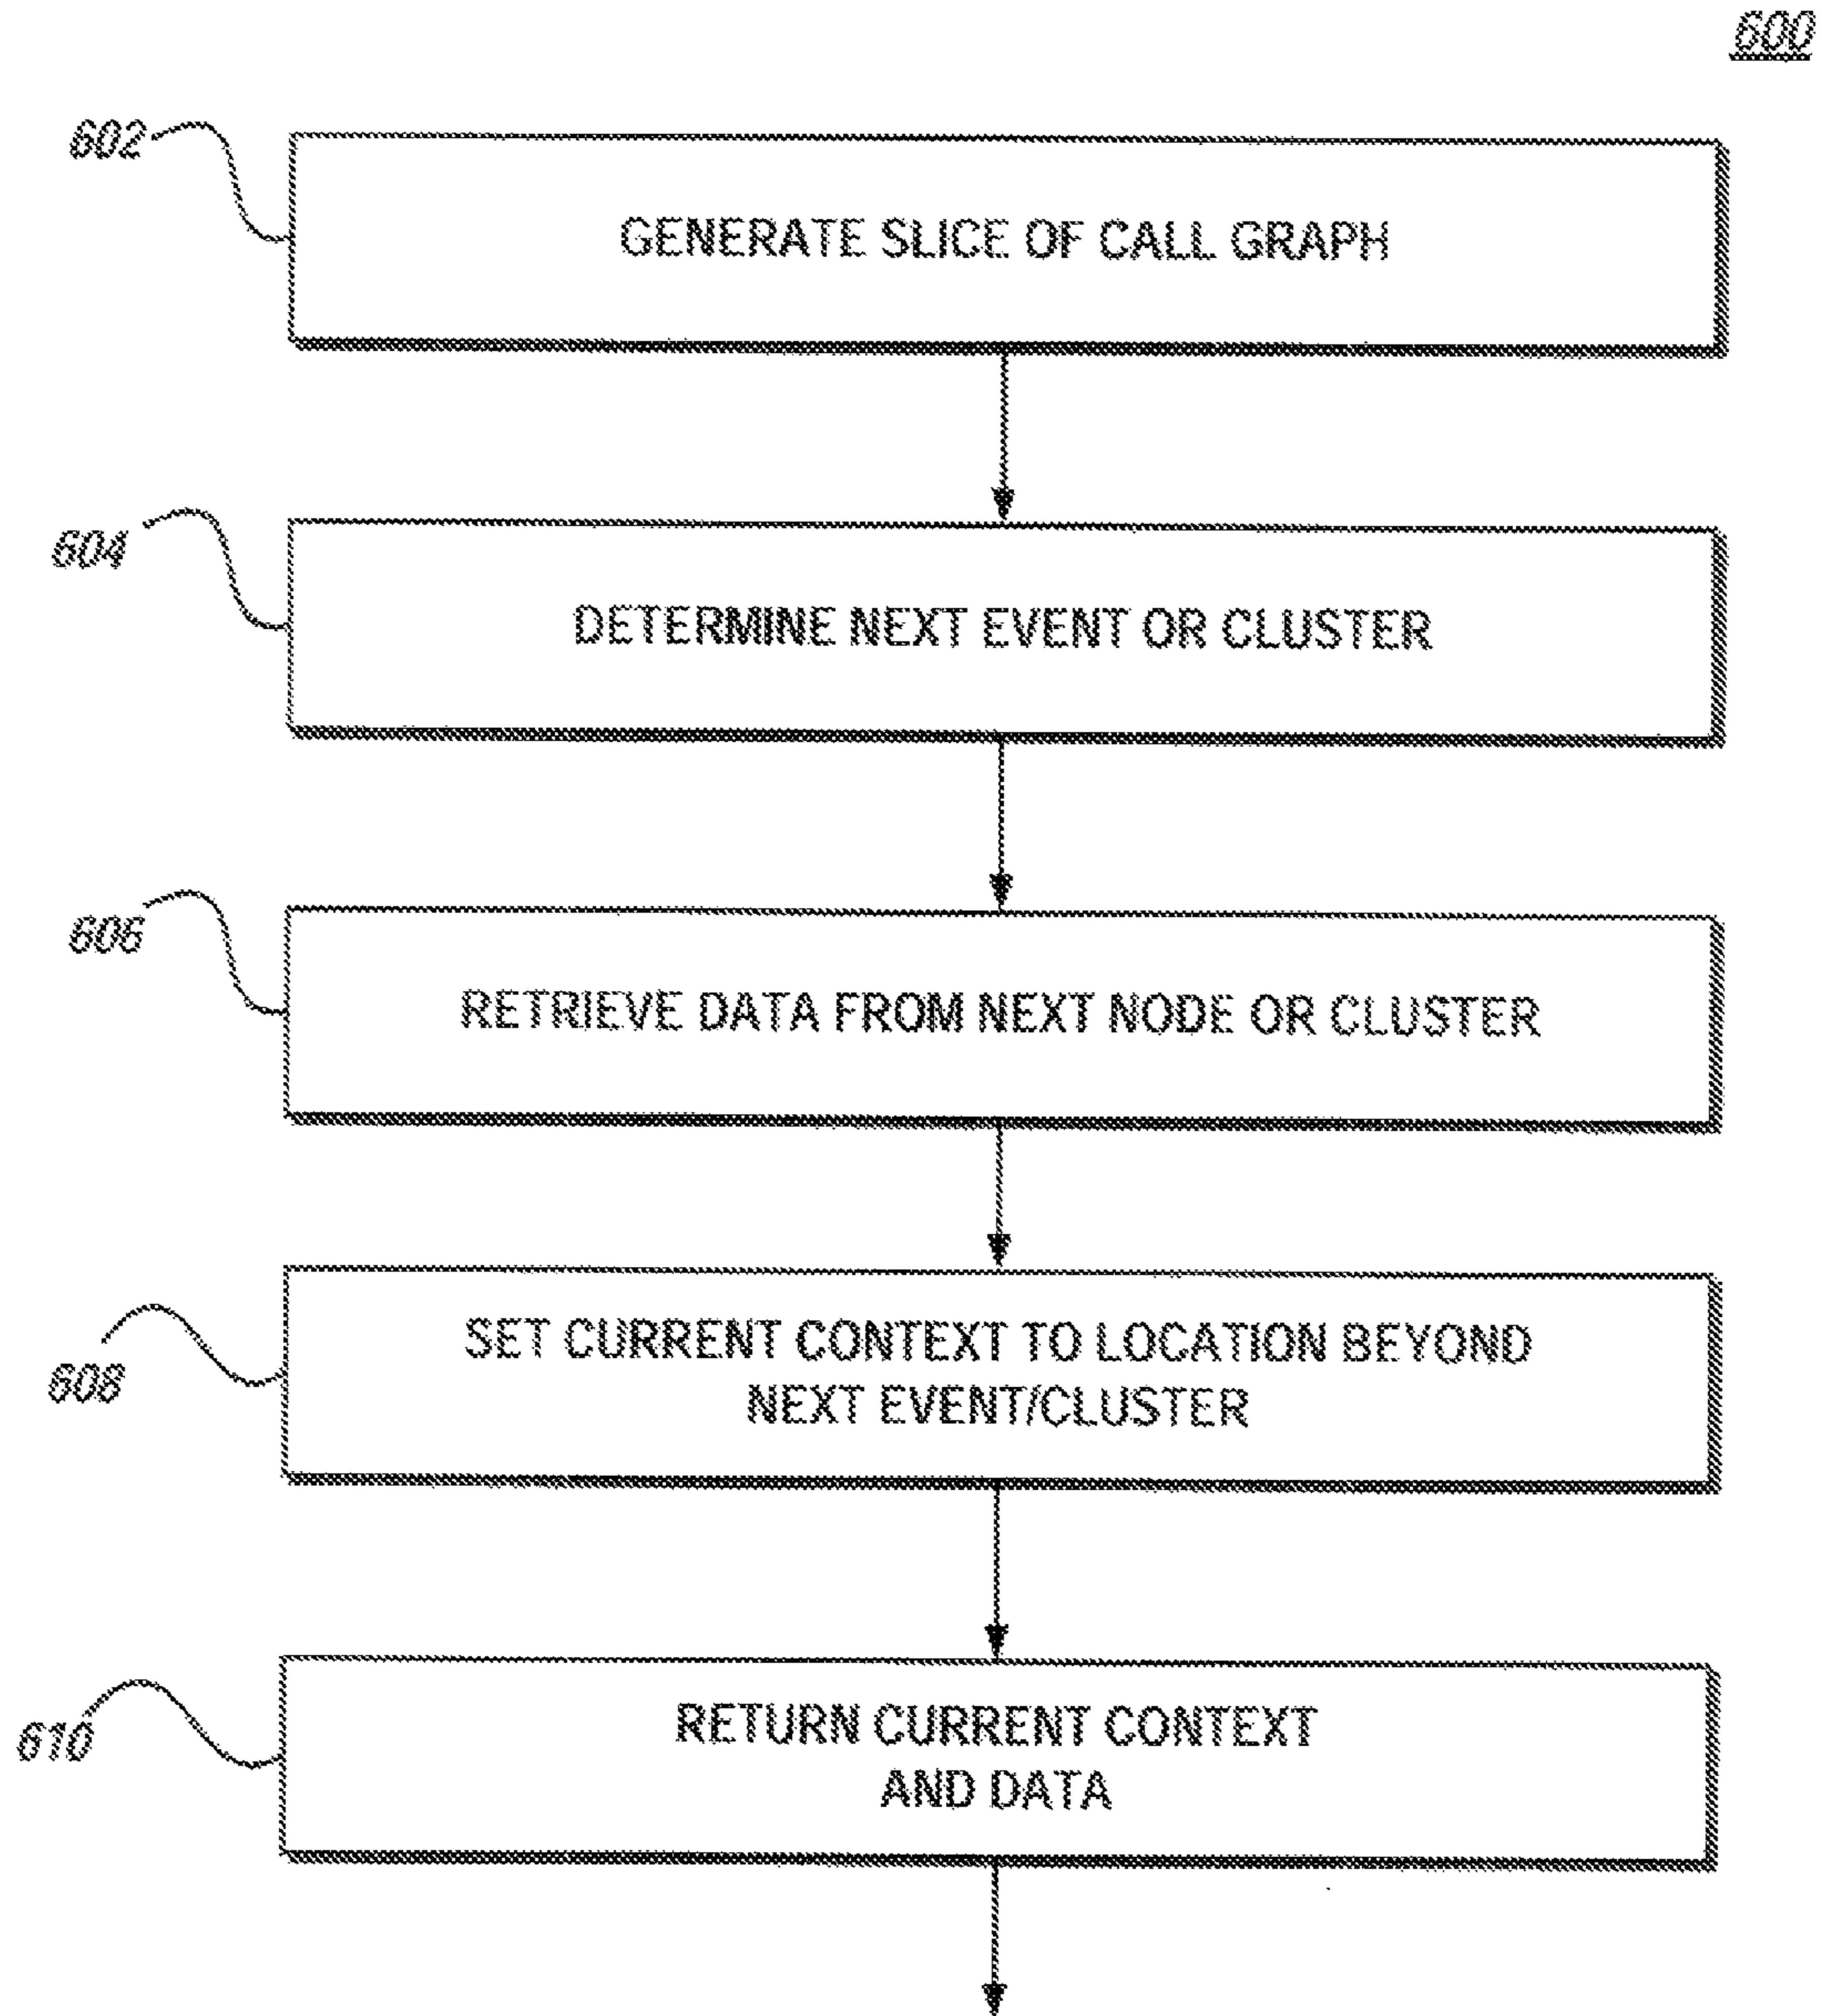 600
602
GENERATE SLICE OF CALL GRAPH
604
DETERMINE NEXT EVENT OR CLUSTER
606
RETRIEVE DATA FROM NEXT NODE OR CLUSTER
608
SET CURRENT CONTEXT TO LOCATION BEYOND
NEXT EVENT/CLUSTER
610
RETURN CURRENT CONTEXT
AND DATA